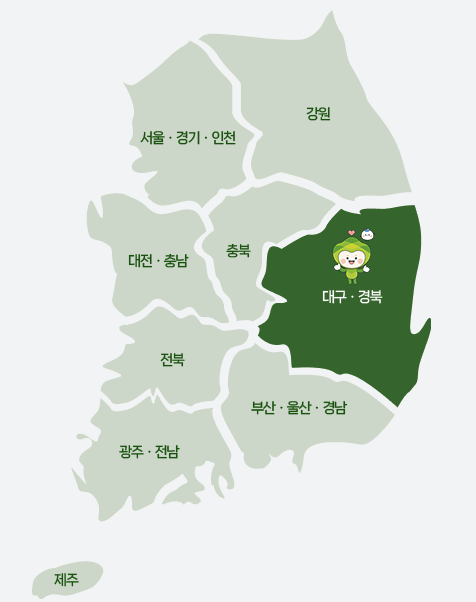 강원
서울 · 경기 · 인천
충북
대전 · 충남
대구 · 경북
전북
부산 · 울산 · 경남
광주 · 전남
제주